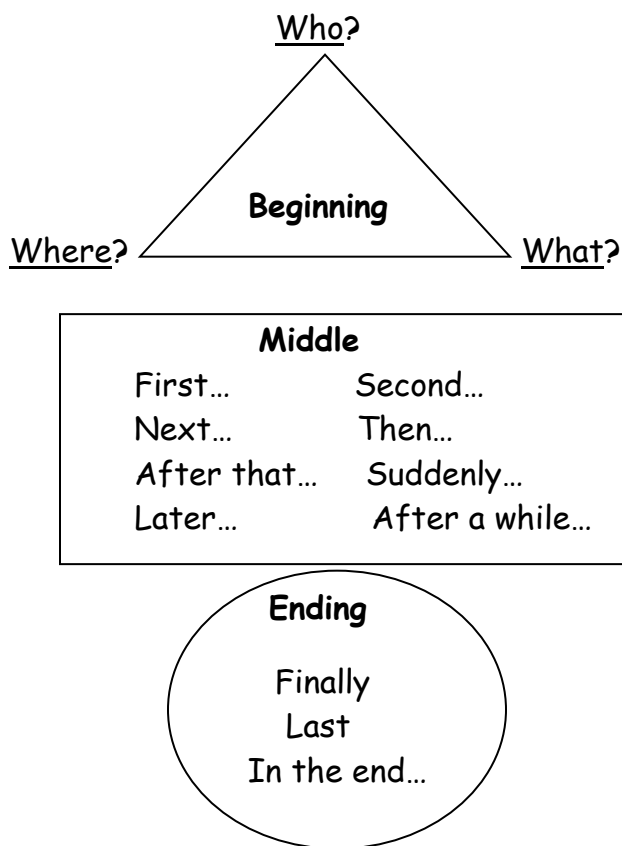 Who?
Beginning
Where? What?
Middle
First… Second…
Next… Then…
After that… Suddenly…
Later… After a while…
Ending
Finally
Last
In the end…